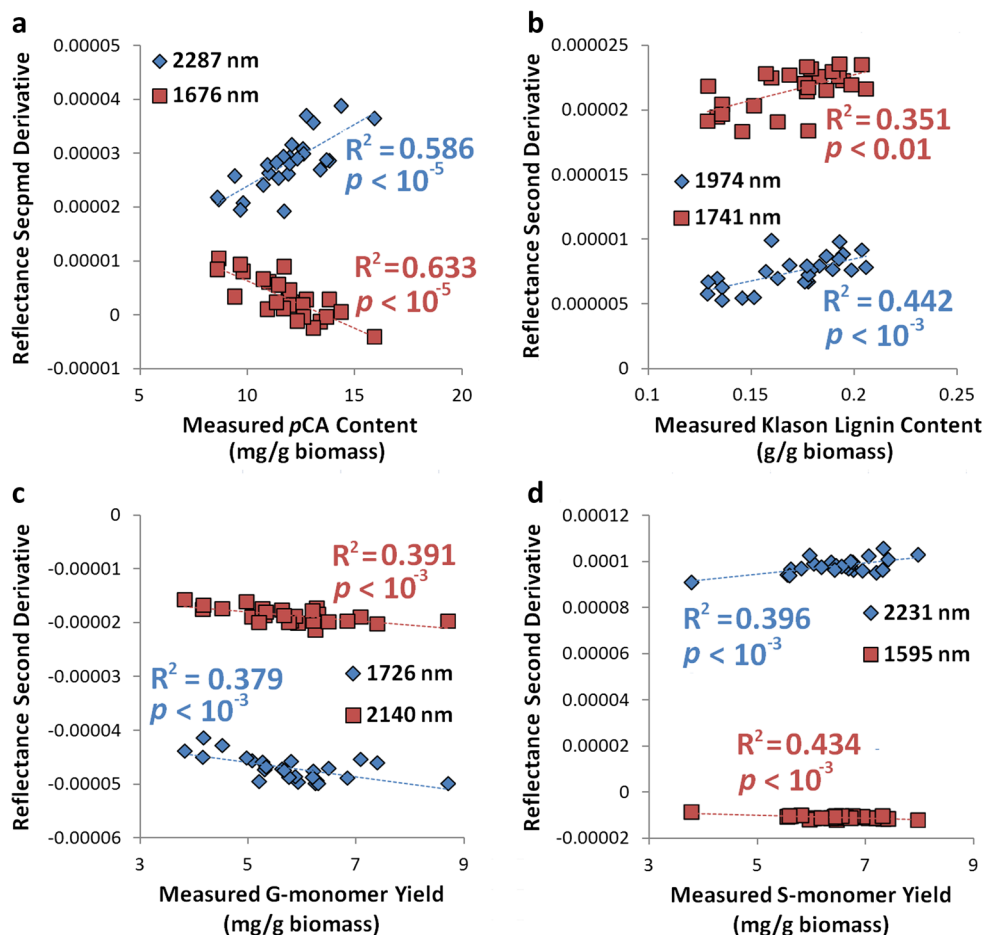 a
Reflectance Secpmd Derivative
0.00005
0.00004
0.00003
0.00002
0.00001
0
-0.00001
2287 nm
1676 nm
R² = 0.586
p < 10⁻⁵
R² = 0.633
p < 10⁻⁵
5 10 15 20
Measured pCA Content
(mg/g biomass)
b
Reflectance Second Derivative
0.000025
0.00002
0.000015
0.00001
0.000005
0
R² = 0.351
p < 0.01
1974 nm
1741 nm
R² = 0.442
p < 10⁻³
0.1 0.15 0.2 0.25
Measured Klason Lignin Content
(g/g biomass)
c
Reflectance Second Derivative
0
-0.00001
-0.00002
-0.00003
-0.00004
-0.00005
-0.00006
R² = 0.391
p < 10⁻³
R² = 0.379
p < 10⁻³
1726 nm
2140 nm
3 5 7 9
Measured G-monomer Yield
(mg/g biomass)
d
Reflectance Second Derivative
0.00012
0.0001
0.00008
0.00006
0.00004
0.00002
0
-0.00002
R² = 0.396
p < 10⁻³
2231 nm
1595 nm
R² = 0.434
p < 10⁻³
3 5 7 9
Measured S-monomer Yield
(mg/g biomass)